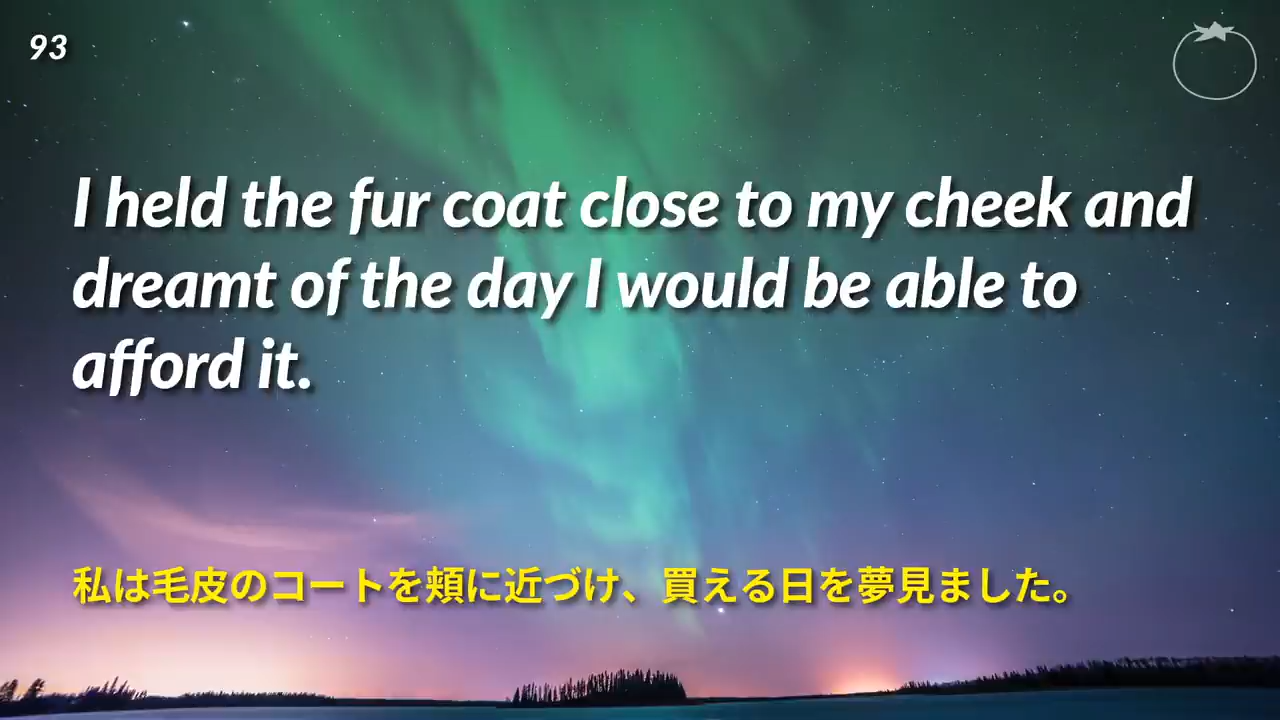 93
I held the fur coat close to my cheek and
dreamt of the day I would be able to
afford it.
私は毛皮のコートを頬に近づけ、買える日を夢見ました。